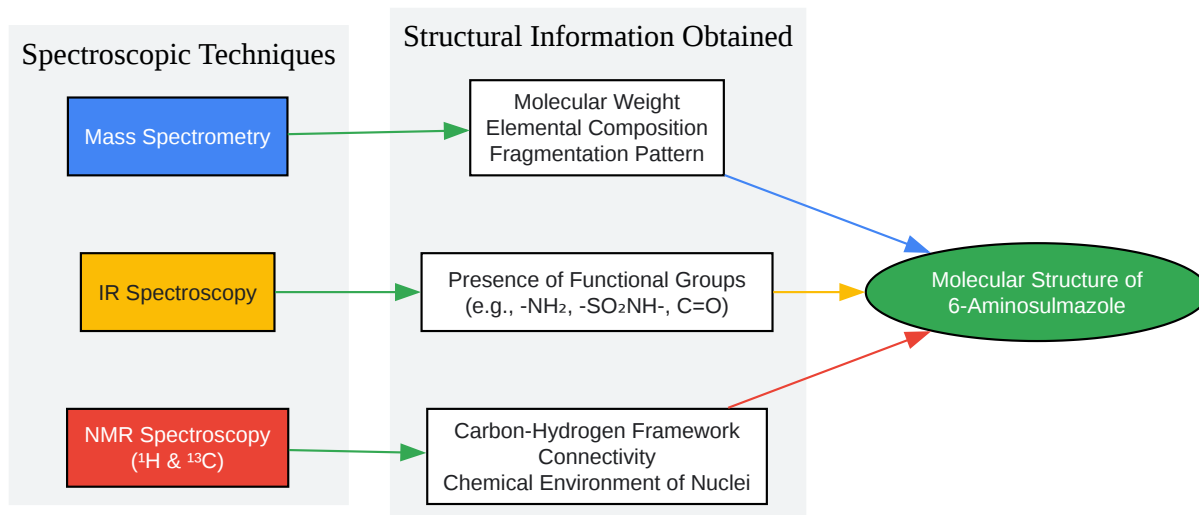 Spectroscopic Techniques
Structural Information Obtained
Mass Spectrometry
Molecular Weight
Elemental Composition
Fragmentation Pattern
IR Spectroscopy
Presence of Functional Groups
(e.g., -NH₂, -SO₂NH-, C=O)
Molecular Structure of
6-Aminosulmazole
NMR Spectroscopy
(¹H & ¹³C)
Carbon-Hydrogen Framework
Connectivity
Chemical Environment of Nuclei